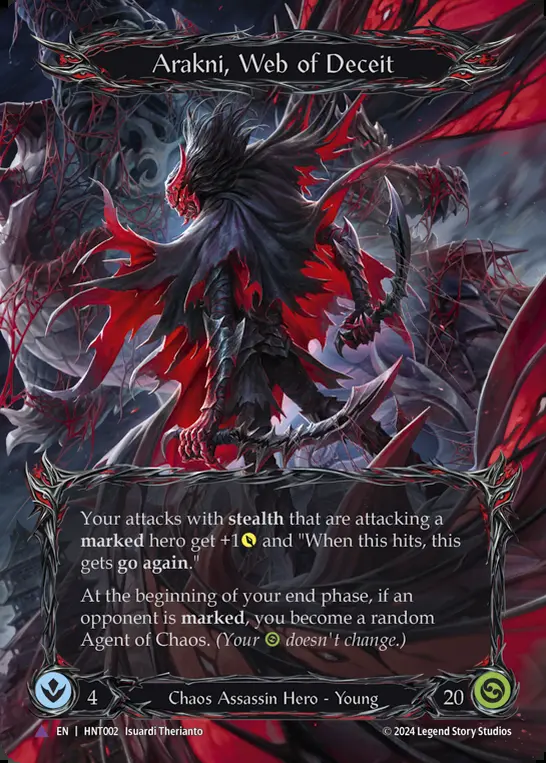 Arakni, Web of Deceit
Your attacks with stealth that are attacking a
marked hero get +1 and "When this hits, this
gets go again."
At the beginning of your end phase, if an
opponent is marked, you become a random
Agent of Chaos. (Your doesn't change.)
4
Chaos Assassin Hero - Young
20
EN | HNT002 Isuardi Therianto
© 2024 Legend Story Studios